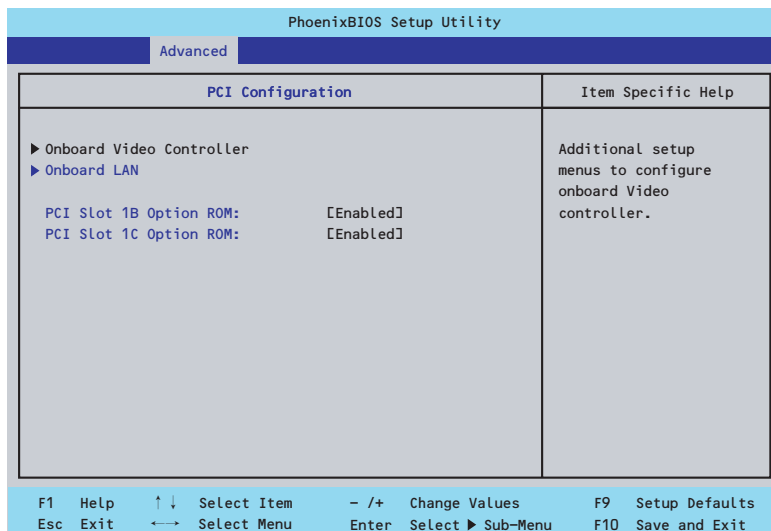 PhoenixBIOS Setup Utility
Advanced
PCI Configuration
Item Specific Help
▶ Onboard Video Controller
▶ Onboard LAN
PCI Slot 1B Option ROM: [Enabled]
PCI Slot 1C Option ROM: [Enabled]
Additional setup
menus to configure
onboard Video
controller.
F1 Help ↑↓ Select Item - /+ Change Values F9 Setup Defaults
Esc Exit ←→ Select Menu Enter Select ▶ Sub-Menu F10 Save and Exit